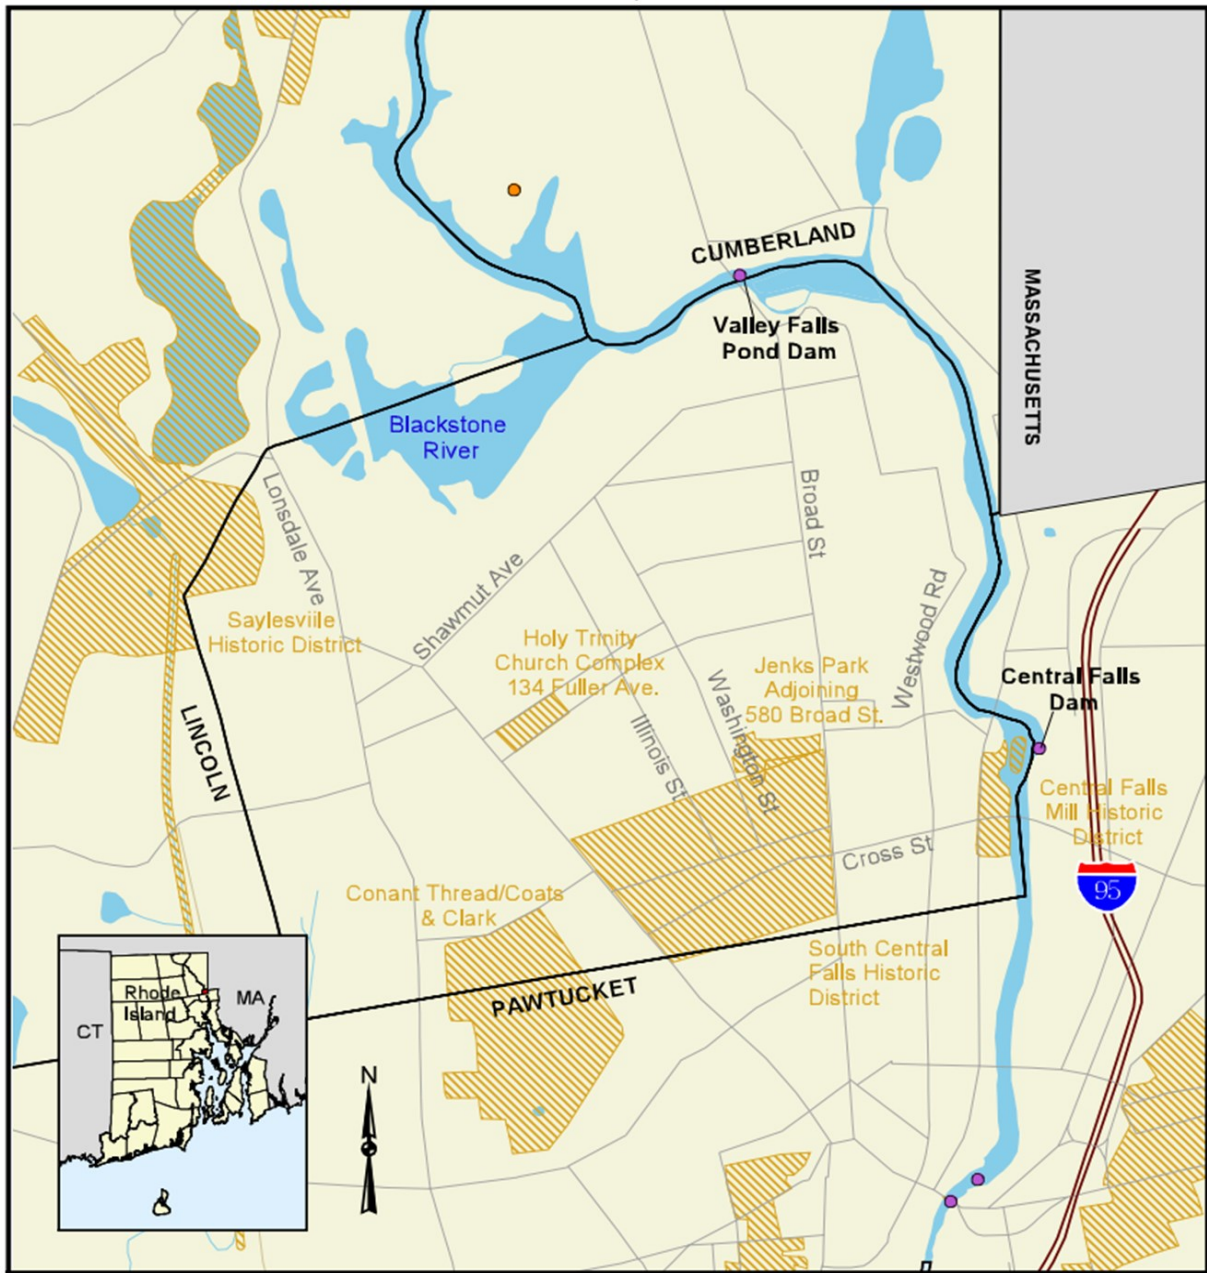 CUMBERLAND
Valley Falls
Pond Dam
MASSACHUSETTS
Blackstone
River
Lonsdale Ave
Broad St
Shawmut Ave
Westwood Rd
Saylesviile
Historic District
Holy Trinity
Church Complex
134 Fuller Ave.
Jenks Park
Adjoining
580 Broad St.
Central Falls
Dam
Washington St
Illinois St
LINCOLN
Central Falls
Mill Historic
District
Cross St
95
Conant Thread/Coats
& Clark
South Central
Falls Historic
District
PAWTUCKET
Rhode
Island
MA
CT
N